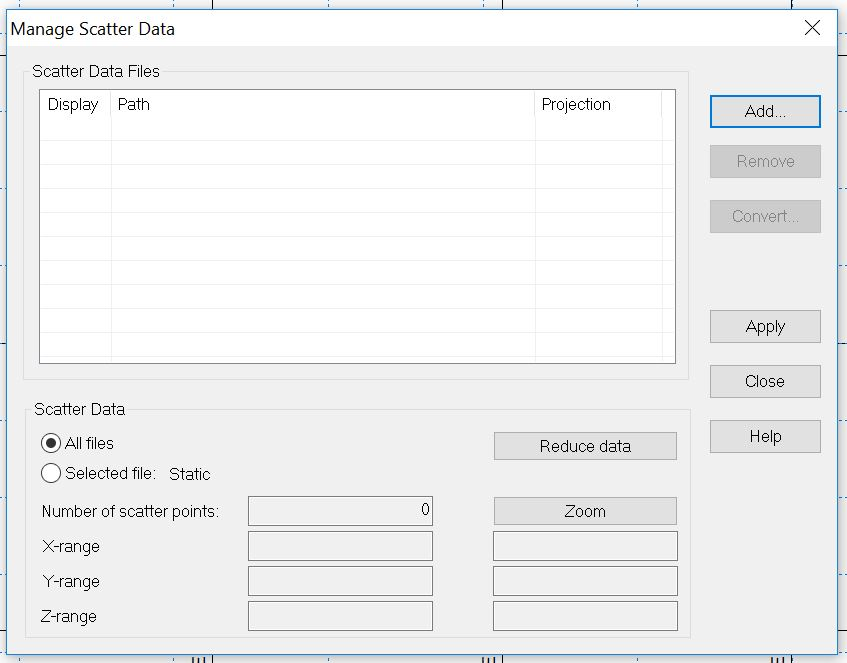 Manage Scatter Data
Scatter Data Files
Display Path Projection
Add...
Remove
Convert...
Apply
Close
Help
Scatter Data
All files
Reduce data
Selected file: Static
Number of scatter points: 0
Zoom
X-range
Y-range
Z-range